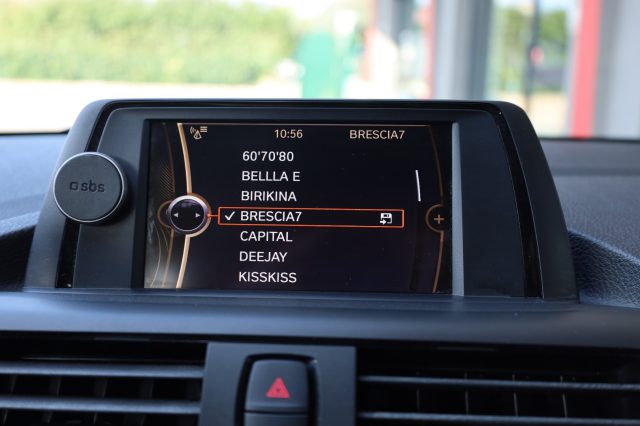 10:56 BRESCIA7
60'70'80
BELLLA E
BIRIKINA
BRESCIA7
CAPITAL
DEEJAY
KISSKISS
sbs